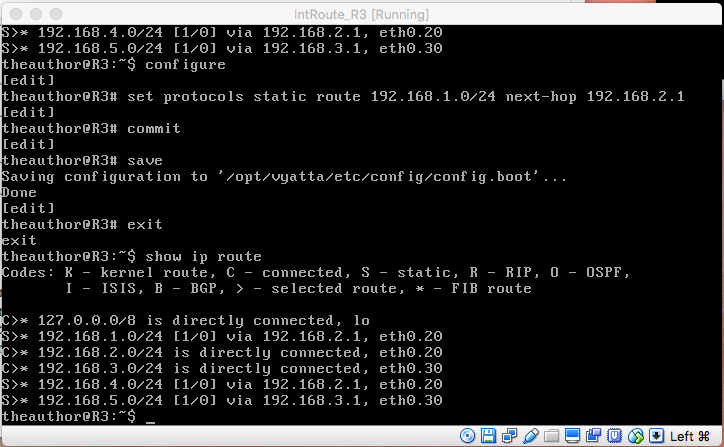 IntRoute_R3 [Running]
S>* 192.168.4.0/24 [1/0] via 192.168.2.1, eth0.20
S>* 192.168.5.0/24 [1/0] via 192.168.3.1, eth0.30
theauthor@R3:~$ configure
[edit]
theauthor@R3# set protocols static route 192.168.1.0/24 next-hop 192.168.2.1
[edit]
theauthor@R3# commit
[edit]
theauthor@R3# save
Saving configuration to '/opt/vyatta/etc/config/config.boot'...
Done
[edit]
theauthor@R3# exit
exit
theauthor@R3:~$ show ip route
Codes: K - kernel route, C - connected, S - static, R - RIP, O - OSPF,
       I - ISIS, B - BGP, > - selected route, * - FIB route
C>* 127.0.0.0/8 is directly connected, lo
S>* 192.168.1.0/24 [1/0] via 192.168.2.1, eth0.20
C>* 192.168.2.0/24 is directly connected, eth0.20
C>* 192.168.3.0/24 is directly connected, eth0.30
S>* 192.168.4.0/24 [1/0] via 192.168.2.1, eth0.20
S>* 192.168.5.0/24 [1/0] via 192.168.3.1, eth0.30
theauthor@R3:~$ _
Left ⌘